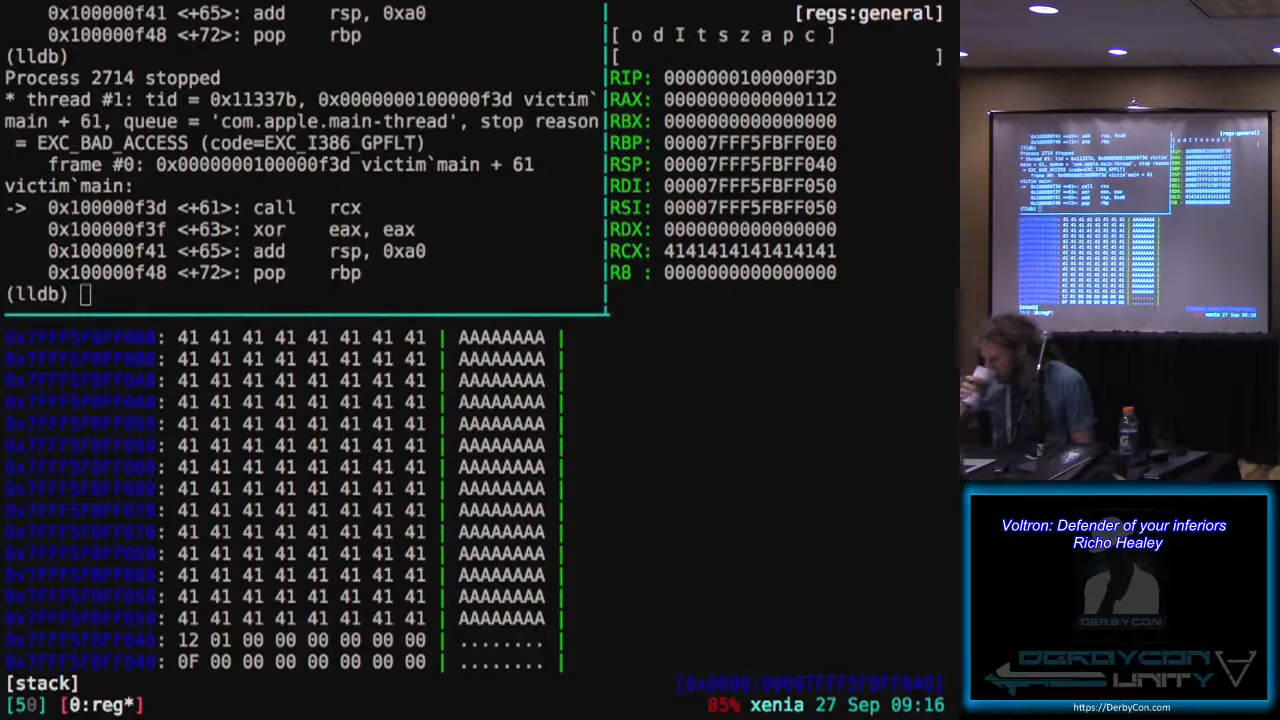 0x100000f41 <+65>: add    rsp, 0xa0
0x100000f48 <+72>: pop    rbp
(lldb)
Process 2714 stopped
* thread #1: tid = 0x11337b, 0x0000000100000f3d victim`
main + 61, queue = 'com.apple.main-thread', stop reason
= EXC_BAD_ACCESS (code=EXC_I386_GPFLT)
frame #0: 0x0000000100000f3d victim`main + 61
victim`main:
->  0x100000f3d <+61>: call   rcx
0x100000f3f <+63>: xor    eax, eax
0x100000f41 <+65>: add    rsp, 0xa0
0x100000f48 <+72>: pop    rbp
(lldb)
[regs:general]
[ o d I t s z a p c ]
[ ]
RIP: 0000000100000F3D
RAX: 0000000000000112
RBX: 0000000000000000
RBP: 00007FFF5FBFF0E0
RSP: 00007FFF5FBFF040
RDI: 00007FFF5FBFF050
RSI: 00007FFF5FBFF050
RDX: 0000000000000000
RCX: 4141414141414141
R8 : 0000000000000000
41 41 41 41 41 41 41 41 | AAAAAAAA |
41 41 41 41 41 41 41 41 | AAAAAAAA |
41 41 41 41 41 41 41 41 | AAAAAAAA |
41 41 41 41 41 41 41 41 | AAAAAAAA |
41 41 41 41 41 41 41 41 | AAAAAAAA |
41 41 41 41 41 41 41 41 | AAAAAAAA |
41 41 41 41 41 41 41 41 | AAAAAAAA |
41 41 41 41 41 41 41 41 | AAAAAAAA |
41 41 41 41 41 41 41 41 | AAAAAAAA |
41 41 41 41 41 41 41 41 | AAAAAAAA |
41 41 41 41 41 41 41 41 | AAAAAAAA |
41 41 41 41 41 41 41 41 | AAAAAAAA |
41 41 41 41 41 41 41 41 | AAAAAAAA |
41 41 41 41 41 41 41 41 | AAAAAAAA |
12 01 00 00 00 00 00 00 | ........ |
0F 00 00 00 00 00 00 00 | ........ |
[stack]
[0x0000:00007FFF5FBFF040]
[50] [0:reg*]
85% xenia 27 Sep 09:16
Voltron: Defender of your inferiors
Richo Healey
DERBYCON
DERBYCON
UNITY
https://DerbyCon.com